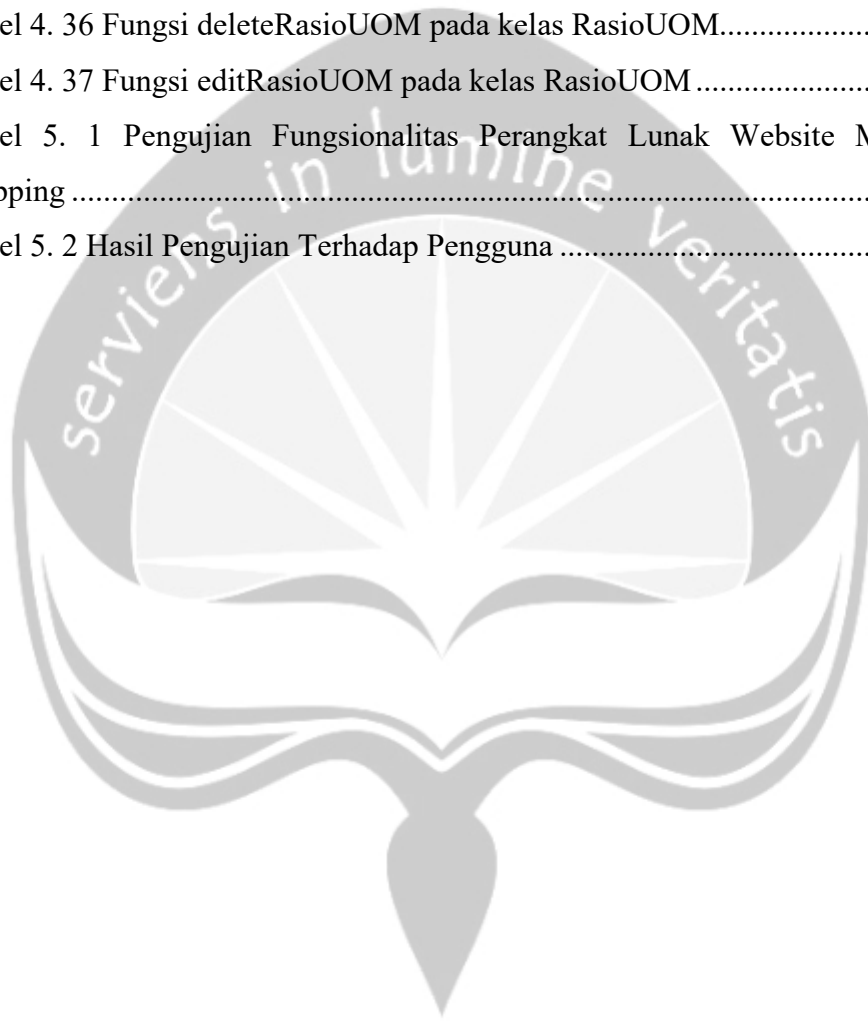 el 4. 36 Fungsi deleteRasioUOM pada kelas RasioUOM....................
el 4. 37 Fungsi editRasioUOM pada kelas RasioUOM ......................
el 5. 1 Pengujian Fungsionalitas Perangkat Lunak Website M
pping ...............................................................................................
el 5. 2 Hasil Pengujian Terhadap Pengguna .....................................
serviens in lumine veritatis